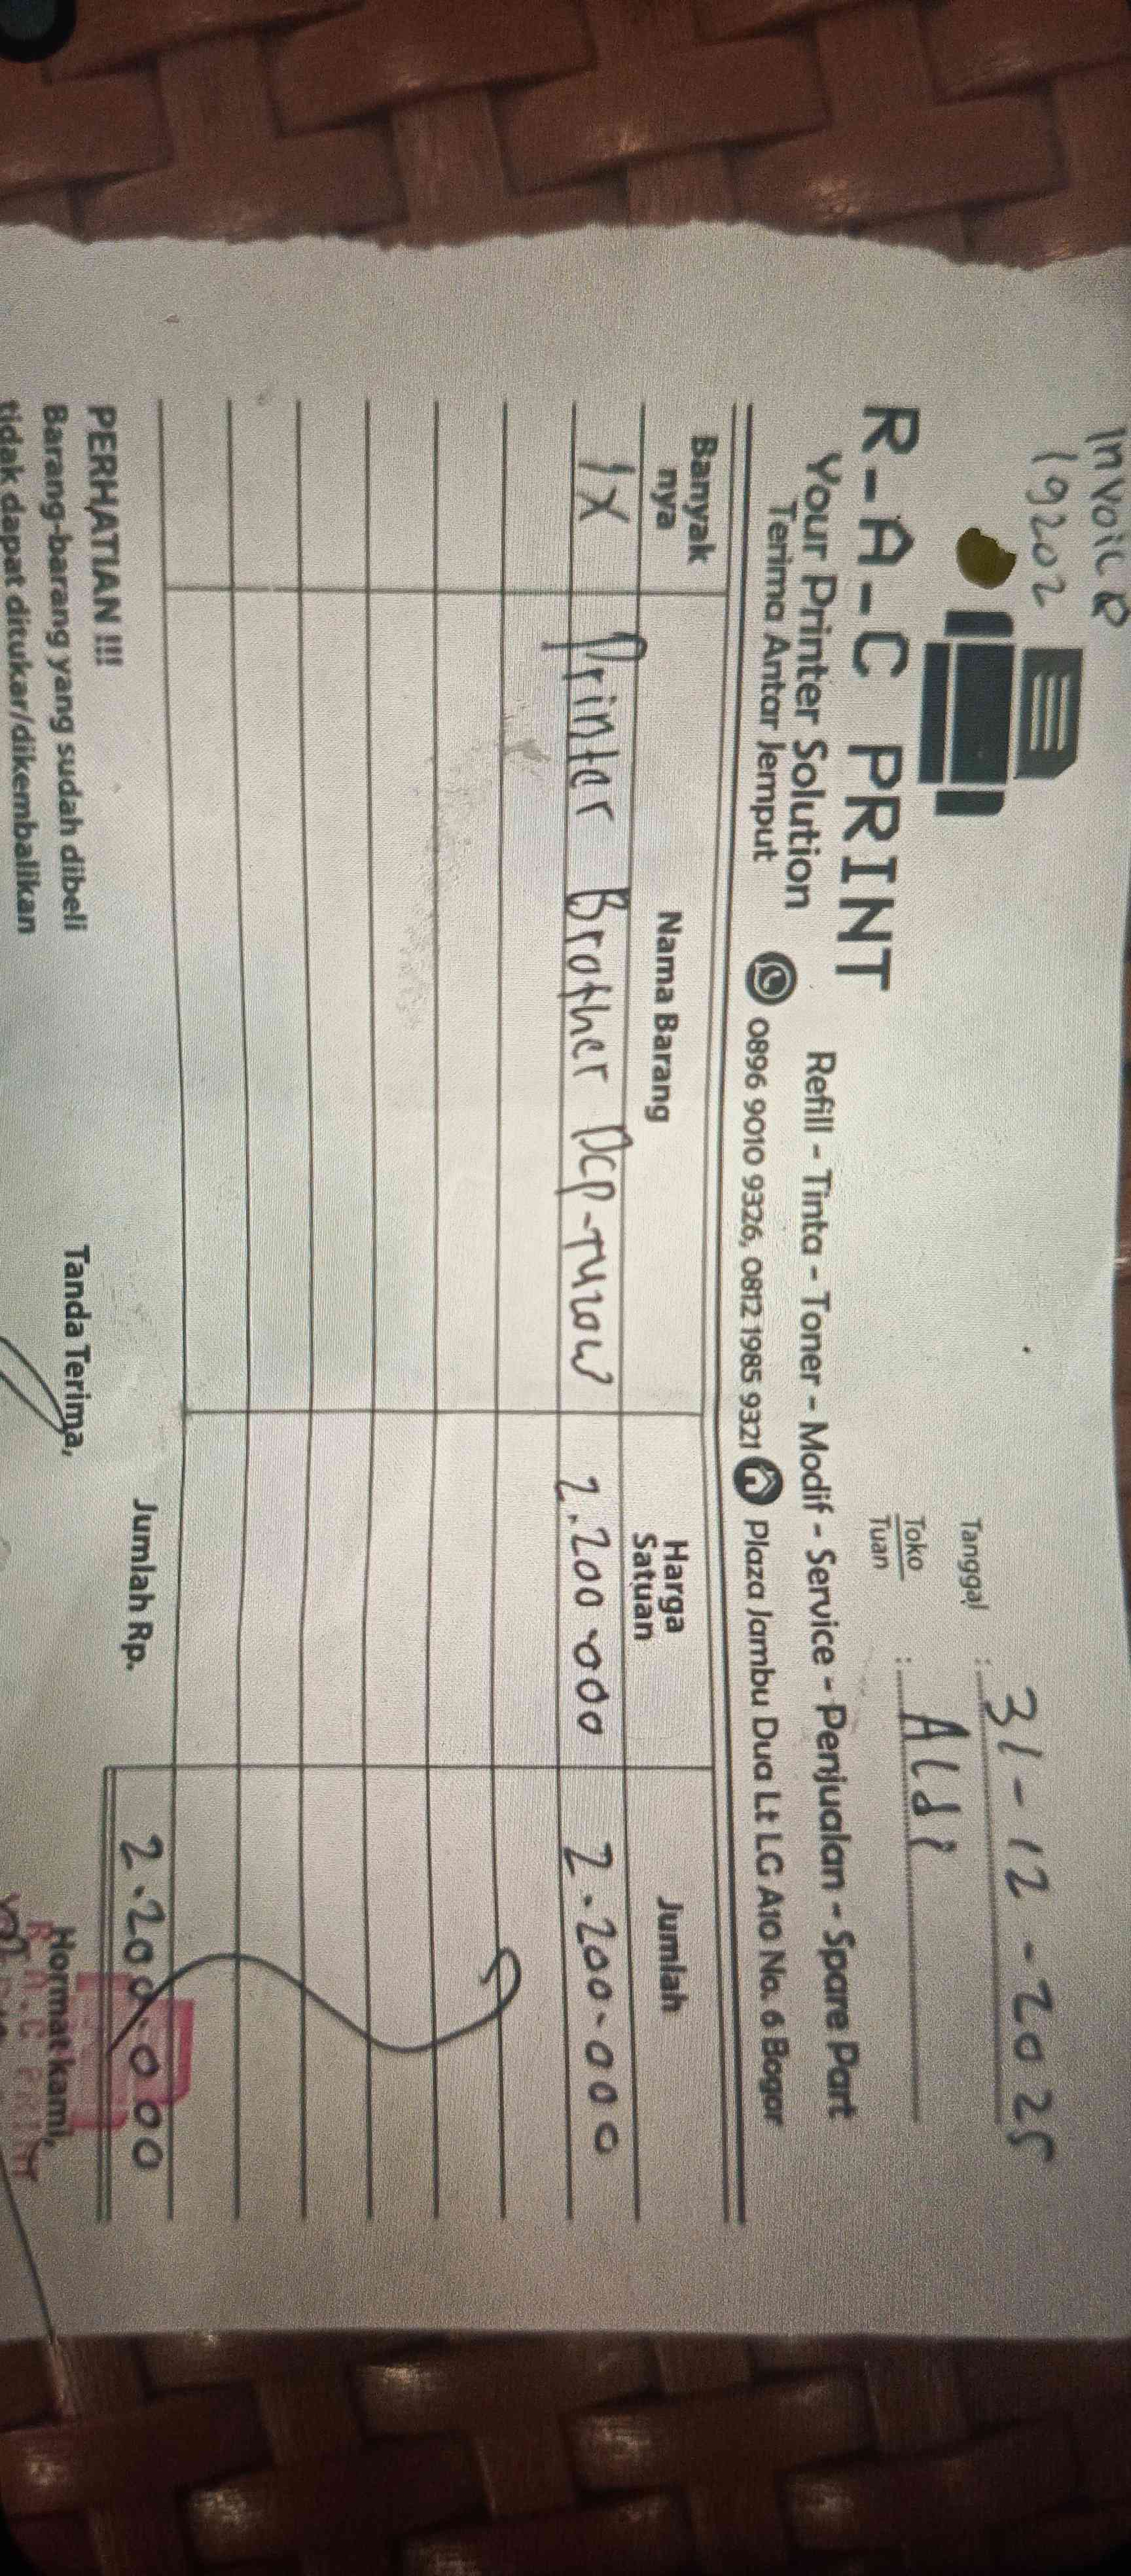 Invoice
19202
Tanggal : 31-12-2025
Toko
Tuan : Aldi
R-A-C PRINT
Your Printer Solution
Terima Antar Jemput
Refill - Tinta - Toner - Modif - Service - Penjualan - Spare Part
0896 9010 9326, 0812 1985 9321 Plaza Jambu Dua Lt LG A10 No. 6 Bogor
Banyak nya Nama Barang Harga Satuan Jumlah
1x Printer Brother DCP-T420W 2.200.000 2.200.000
Jumlah Rp. 2.200.000
PERHATIAN !!!
Barang-barang yang sudah dibeli
tidak dapat ditukar/dikembalikan
Tanda Terima,
Hormat kami,
R-A-C PRINT